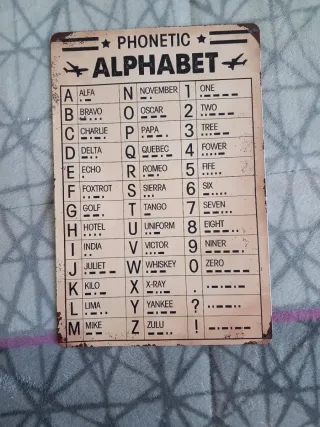 ★ PHONETIC ★
ALPHABET
A ALFA N NOVEMBER 1 ONE
B BRAVO O OSCAR 2 TWO
C CHARLIE P PAPA 3 TREE
D DELTA Q QUEBEC 4 FOWER
E ECHO R ROMEO 5 FIFE
F FOXTROT S SIERRA 6 SIX
G GOLF T TANGO 7 SEVEN
H HOTEL U UNIFORM 8 EIGHT
I INDIA V VICTOR 9 NINER
J JULIET W WHISKEY 0 ZERO
K KILO X X-RAY .
L LIMA Y YANKEE ?
M MIKE Z ZULU !